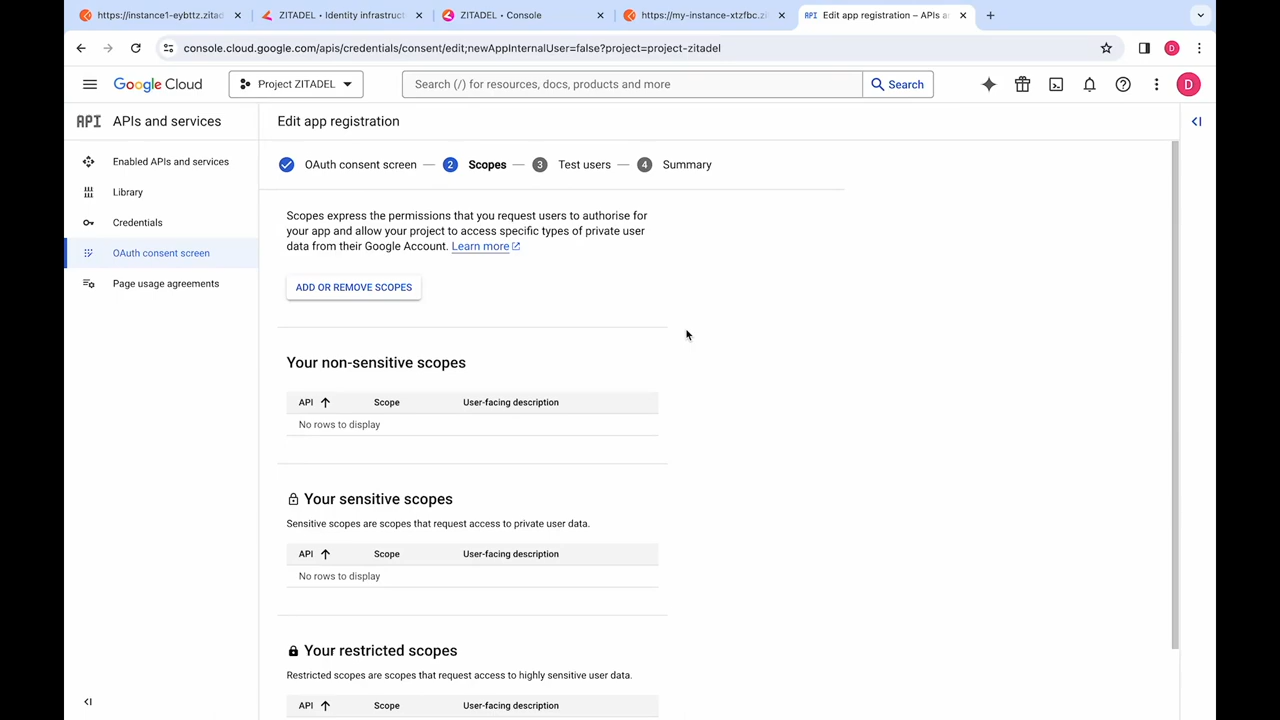 https://instance1-eybttz.zitad
ZITADEL • Identity infrastruct
ZITADEL • Console
https://my-instance-xtzfbc.zi
API Edit app registration – APIs a
console.cloud.google.com/apis/credentials/consent/edit;newAppInternalUser=false?project=project-zitadel
D
Google Cloud
Project ZITADEL
Search (/) for resources, docs, products and more
Search
D
API APIs and services
Edit app registration
Enabled APIs and services
Library
Credentials
OAuth consent screen
Page usage agreements
OAuth consent screen — 2 Scopes — 3 Test users — 4 Summary
Scopes express the permissions that you request users to authorise for
your app and allow your project to access specific types of private user
data from their Google Account. Learn more
ADD OR REMOVE SCOPES
Your non-sensitive scopes
API Scope User-facing description
No rows to display
Your sensitive scopes
Sensitive scopes are scopes that request access to private user data.
API Scope User-facing description
No rows to display
Your restricted scopes
Restricted scopes are scopes that request access to highly sensitive user data.
API Scope User-facing description